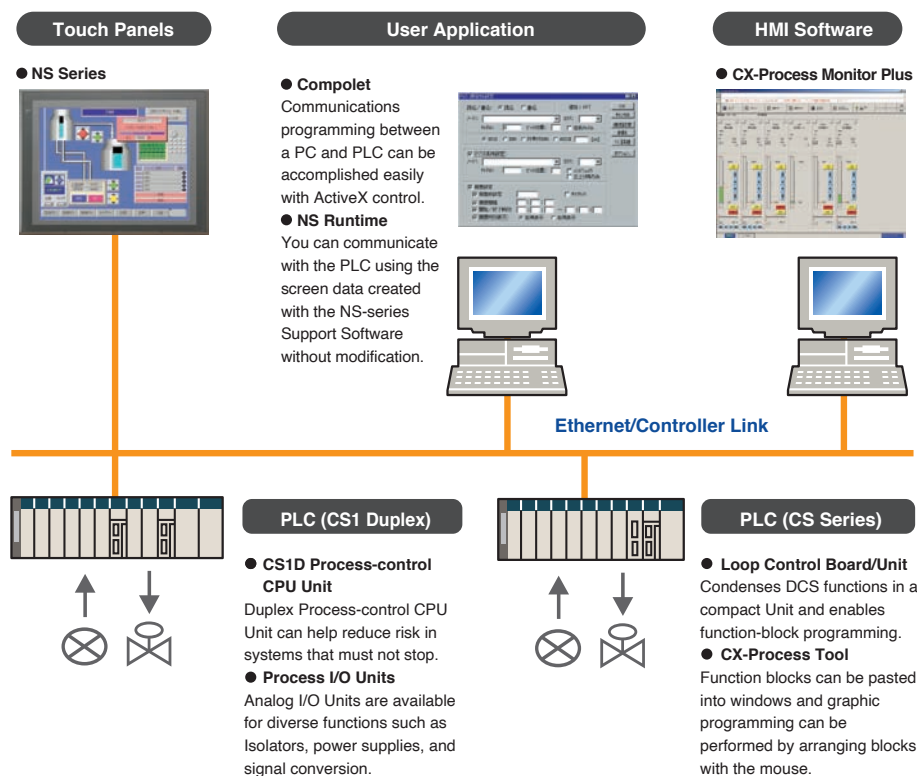 Touch Panels
● NS Series
User Application
● Compolet
Communications
programming between
a PC and PLC can be
accomplished easily
with ActiveX control.
● NS Runtime
You can communicate
with the PLC using the
screen data created
with the NS-series
Support Software
without modification.
HMI Software
● CX-Process Monitor Plus
Ethernet/Controller Link
PLC (CS1 Duplex)
● CS1D Process-control
CPU Unit
Duplex Process-control CPU
Unit can help reduce risk in
systems that must not stop.
● Process I/O Units
Analog I/O Units are available
for diverse functions such as
Isolators, power supplies, and
signal conversion.
PLC (CS Series)
● Loop Control Board/Unit
Condenses DCS functions in a
compact Unit and enables
function-block programming.
● CX-Process Tool
Function blocks can be pasted
into windows and graphic
programming can be
performed by arranging blocks
with the mouse.